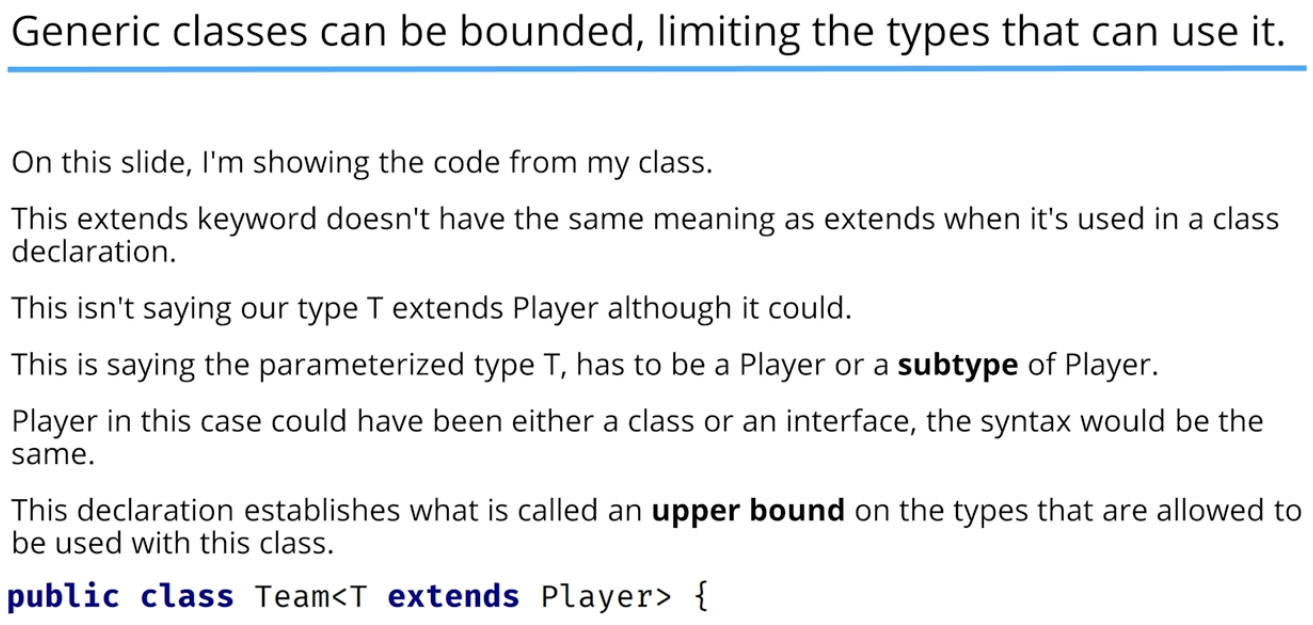 Generic classes can be bounded, limiting the types that can use it.
On this slide, I'm showing the code from my class.
This extends keyword doesn't have the same meaning as extends when it's used in a class
declaration.
This isn't saying our type T extends Player although it could.
This is saying the parameterized type T, has to be a Player or a subtype of Player.
Player in this case could have been either a class or an interface, the syntax would be the
same.
This declaration establishes what is called an upper bound on the types that are allowed to
be used with this class.
public class Team<T extends Player> {